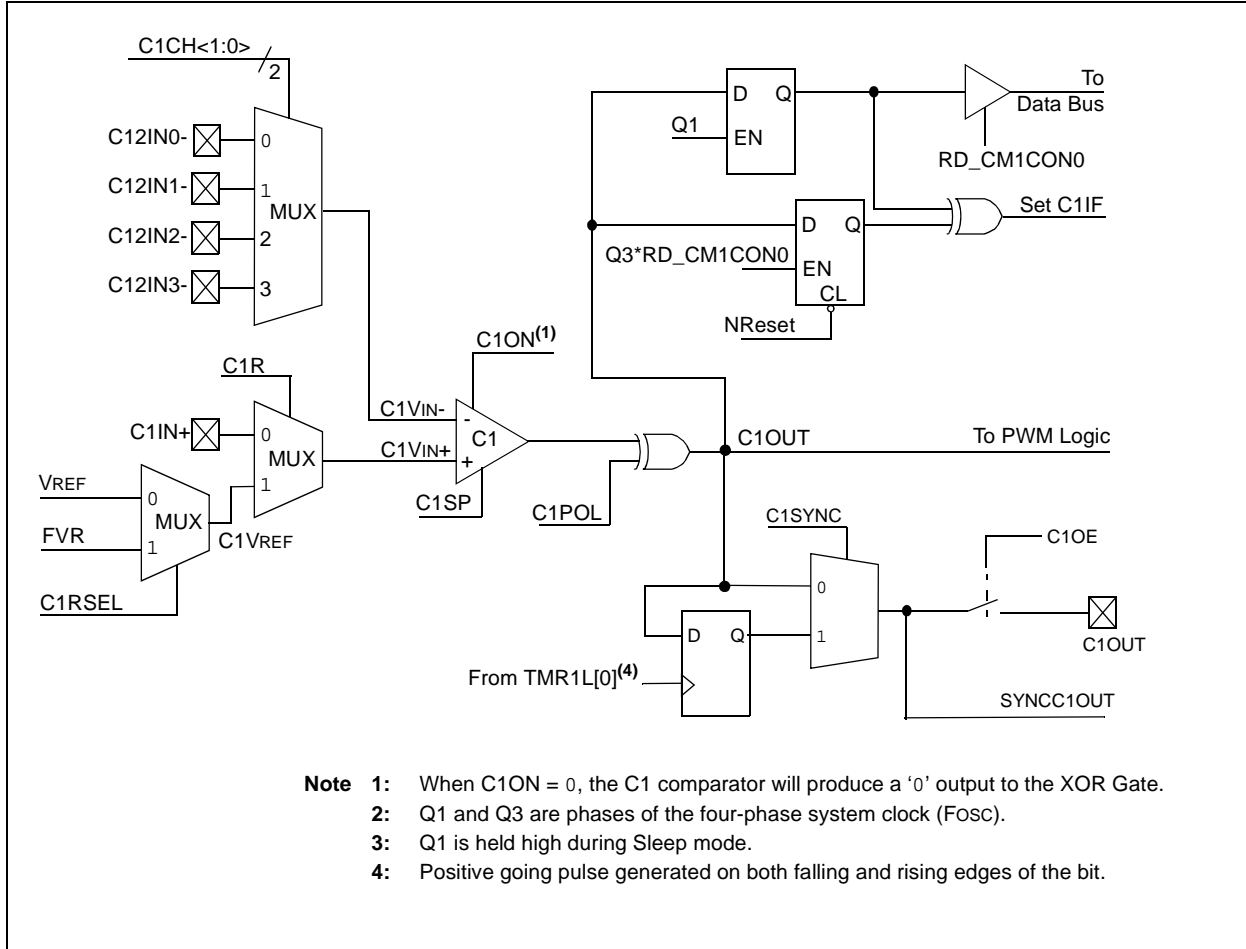 C1CH<1:0>
2
C12IN0-
0
C12IN1-
1
MUX
C12IN2-
2
C12IN3-
3
D Q
Q1
EN
To
Data Bus
RD_CM1CON0
Set C1IF
D Q
Q3*RD_CM1CON0
EN
CL
NReset
C1ON(1)
C1R
C1IN+
0
MUX
1
C1VIN-
C1VIN+
-
C1
+
C1SP
VREF
0
MUX
FVR
1
C1VREF
C1RSEL
C1POL
C1OUT
To PWM Logic
C1SYNC
0
1
C1OE
C1OUT
D Q
From TMR1L[0](4)
SYNCC1OUT
Note 1: When C1ON = 0, the C1 comparator will produce a ‘0’ output to the XOR Gate.
2: Q1 and Q3 are phases of the four-phase system clock (FOSC).
3: Q1 is held high during Sleep mode.
4: Positive going pulse generated on both falling and rising edges of the bit.